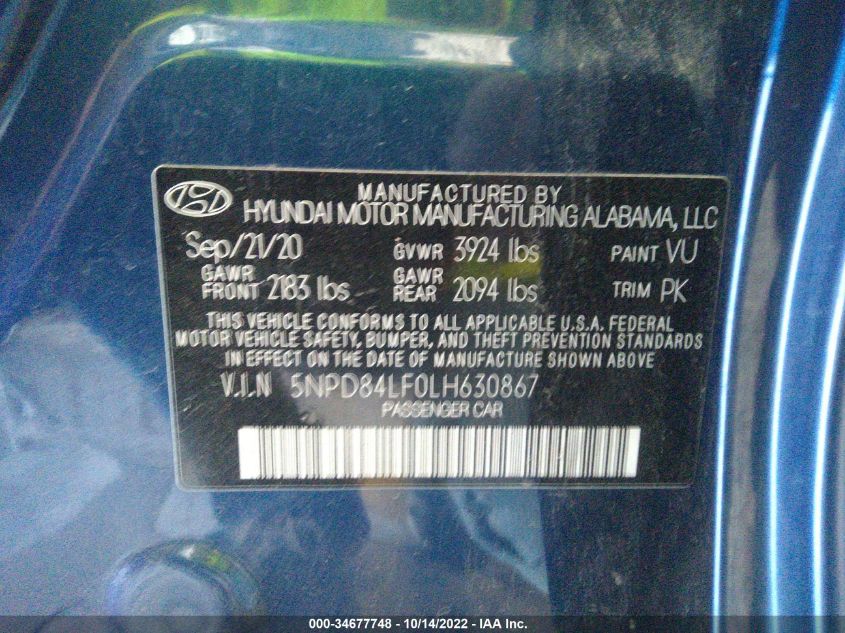 MANUFACTURED BY
HYUNDAI MOTOR MANUFACTURING ALABAMA, LLC
Sep/21/20 GVWR 3924 lbs PAINT VU
GAWR FRONT 2183 lbs GAWR REAR 2094 lbs TRIM PK
THIS VEHICLE CONFORMS TO ALL APPLICABLE U.S.A. FEDERAL
MOTOR VEHICLE SAFETY, BUMPER, AND THEFT PREVENTION STANDARDS
IN EFFECT ON THE DATE OF MANUFACTURE SHOWN ABOVE
V.I.N 5NPD84LF0LH630867
PASSENGER CAR
000-34677748 - 10/14/2022 - IAA Inc.